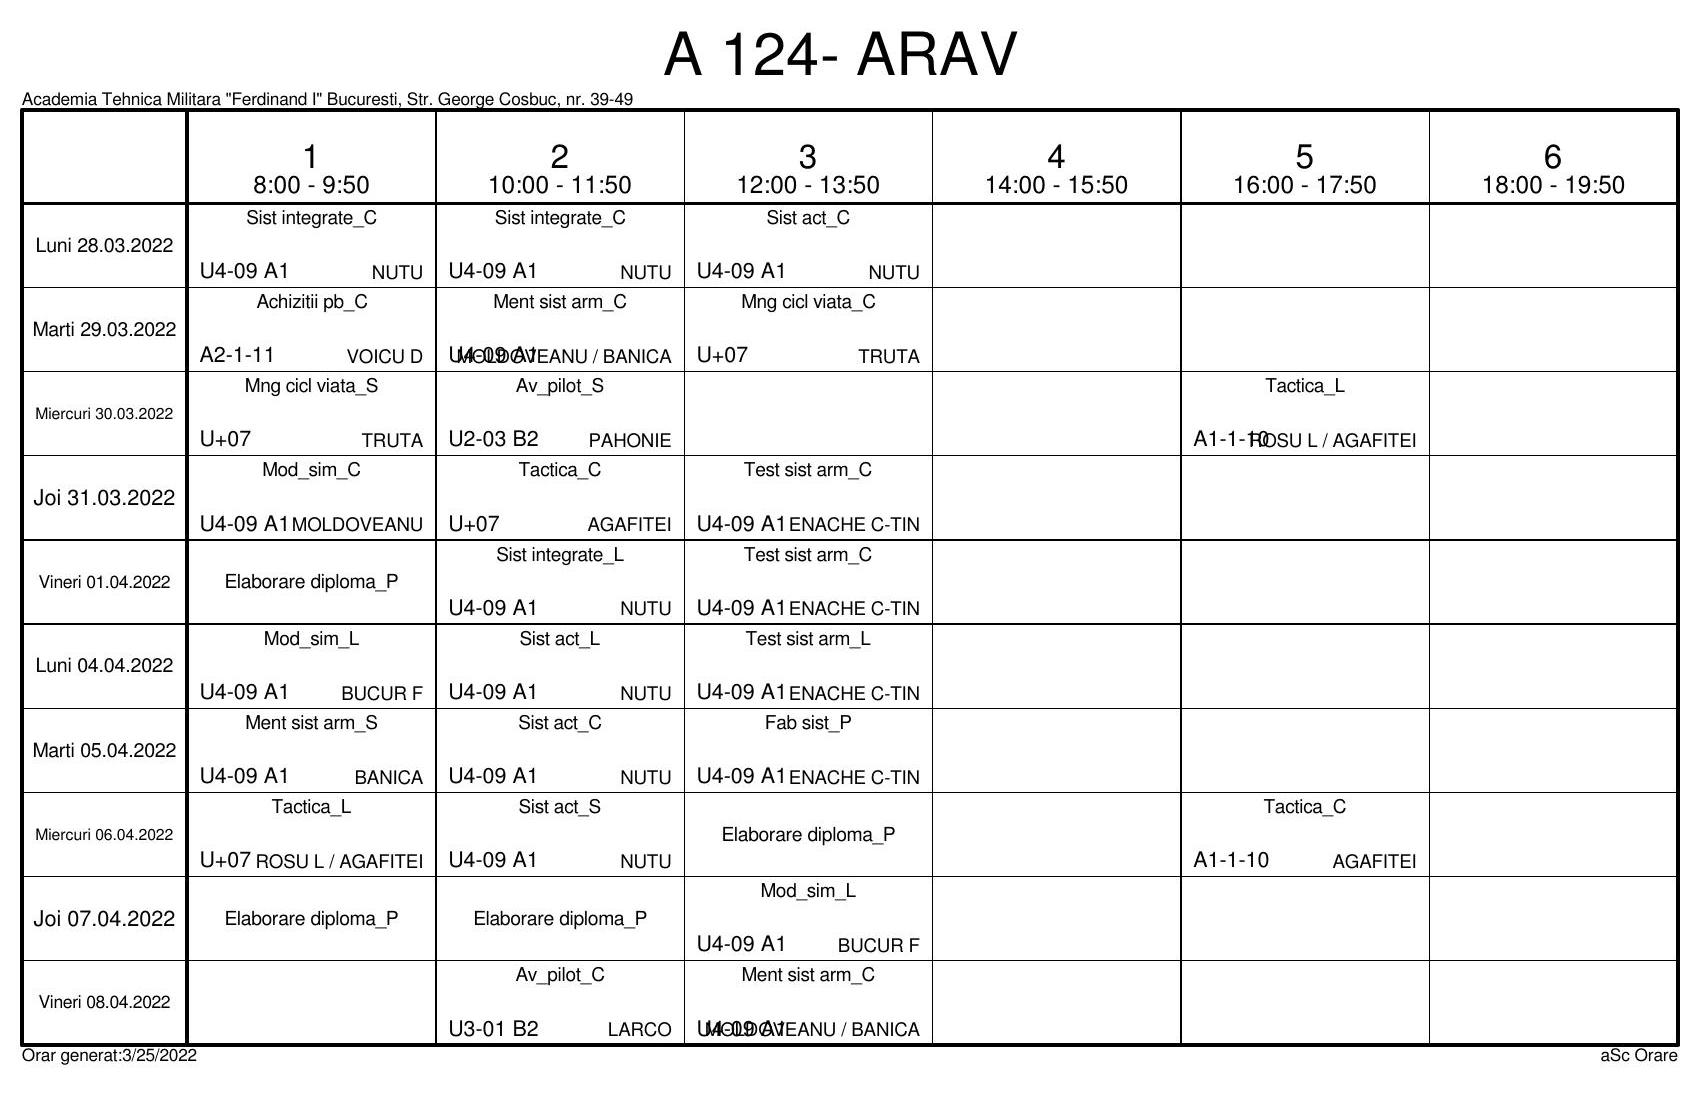 A 124- ARAV
Academia Tehnica Militara "Ferdinand I" Bucuresti, Str. George Cosbuc, nr. 39-49
1 2 3 4 5 6
8:00 - 9:50 10:00 - 11:50 12:00 - 13:50 14:00 - 15:50 16:00 - 17:50 18:00 - 19:50
Sist integrate_C Sist integrate_C Sist act_C
Luni 28.03.2022
U4-09 A1 NUTU U4-09 A1 NUTU U4-09 A1 NUTU
Achizitii pb_C Ment sist arm_C Mng cicl viata_C
Marti 29.03.2022
A2-1-11 VOICU D U4-09 A1 MOLDOVEANU / BANICA U+07 TRUTA
Mng cicl viata_S Av_pilot_S Tactica_L
Miercuri 30.03.2022
U+07 TRUTA U2-03 B2 PAHONIE A1-1-10 ROSU L / AGAFITEI
Mod_sim_C Tactica_C Test sist arm_C
Joi 31.03.2022
U4-09 A1 MOLDOVEANU U+07 AGAFITEI U4-09 A1 ENACHE C-TIN
Sist integrate_L Test sist arm_C
Vineri 01.04.2022 Elaborare diploma_P
U4-09 A1 NUTU U4-09 A1 ENACHE C-TIN
Mod_sim_L Sist act_L Test sist arm_L
Luni 04.04.2022
U4-09 A1 BUCUR F U4-09 A1 NUTU U4-09 A1 ENACHE C-TIN
Ment sist arm_S Sist act_C Fab sist_P
Marti 05.04.2022
U4-09 A1 BANICA U4-09 A1 NUTU U4-09 A1 ENACHE C-TIN
Tactica_L Sist act_S Tactica_C
Miercuri 06.04.2022 Elaborare diploma_P
U+07 ROSU L / AGAFITEI U4-09 A1 NUTU A1-1-10 AGAFITEI
Mod_sim_L
Joi 07.04.2022 Elaborare diploma_P Elaborare diploma_P
U4-09 A1 BUCUR F
Av_pilot_C Ment sist arm_C
Vineri 08.04.2022
U3-01 B2 LARCO U4-09 A1 MOLDOVEANU / BANICA
Orar generat:3/25/2022 aSc Orare